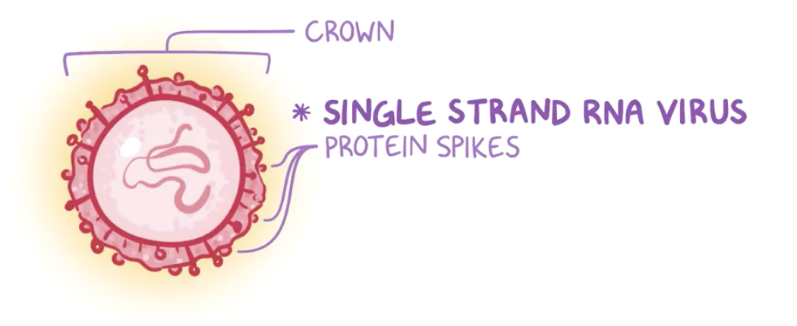 CROWN
* SINGLE STRAND RNA VIRUS
PROTEIN SPIKES